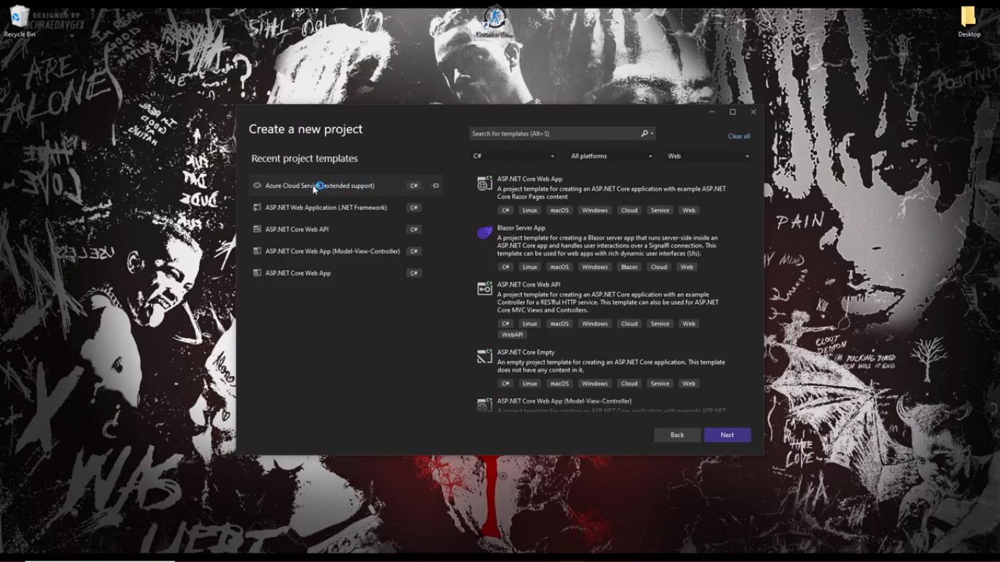 DESIGNED BY
CHRAEDAYGFX
Recycle Bin
Desktop
ARE
ALONE
PAIN
MY MIND
USELESS
CLOUT
DEMON
WAS
Create a new project
Recent project templates
Azure Cloud Service (extended support)
C#
ASP.NET Web Application (.NET Framework)
C#
ASP.NET Core Web API
C#
ASP.NET Core Web App (Model-View-Controller)
C#
ASP.NET Core Web App
C#
Search for templates (Alt+S)
Clear all
C# All platforms Web
ASP.NET Core Web App
A project template for creating an ASP.NET Core application with example ASP.NET
Core Razor Pages content
C# Linux macOS Windows Cloud Service Web
Blazor Server App
A project template for creating a Blazor server app that runs server-side inside an
ASP.NET Core app and handles user interactions over a SignalR connection. This
template can be used for web apps with rich dynamic user interfaces (UIs).
C# Linux macOS Windows Blazor Cloud Web
ASP.NET Core Web API
A project template for creating an ASP.NET Core application with an example
Controller for a RESTful HTTP service. This template can also be used for ASP.NET
Core MVC Views and Controllers.
C# Linux macOS Windows Cloud Service Web
WebAPI
ASP.NET Core Empty
An empty project template for creating an ASP.NET Core application. This template
does not have any content in it.
C# Linux macOS Windows Cloud Service Web
ASP.NET Core Web App (Model-View-Controller)
A project template for creating an ASP.NET Core application with example ASP.NET
Back Next